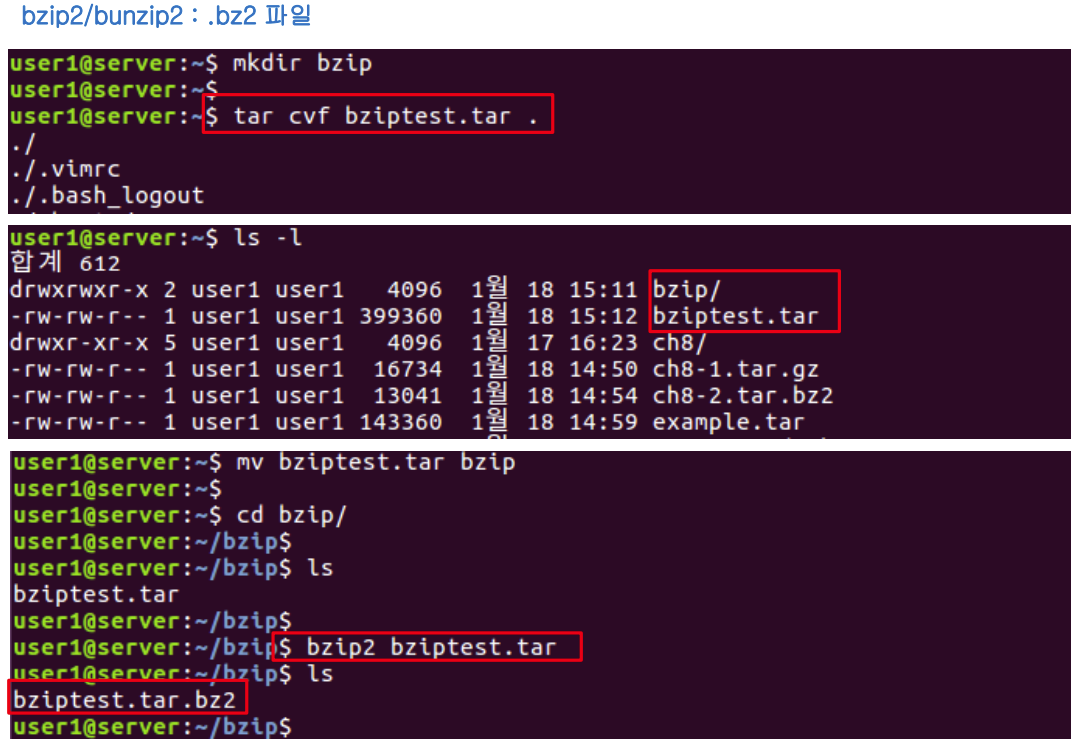 bzip2/bunzip2 : .bz2 파일
user1@server:~$ mkdir bzip
user1@server:~$
user1@server:~$ tar cvf bziptest.tar .
./
./.vimrc
./.bash_logout
user1@server:~$ ls -l
합계 612
drwxrwxr-x 2 user1 user1   4096  1월 18 15:11 bzip/
-rw-rw-r-- 1 user1 user1 399360  1월 18 15:12 bziptest.tar
drwxr-xr-x 5 user1 user1   4096  1월 17 16:23 ch8/
-rw-rw-r-- 1 user1 user1  16734  1월 18 14:50 ch8-1.tar.gz
-rw-rw-r-- 1 user1 user1  13041  1월 18 14:54 ch8-2.tar.bz2
-rw-rw-r-- 1 user1 user1 143360  1월 18 14:59 example.tar
user1@server:~$ mv bziptest.tar bzip
user1@server:~$
user1@server:~$ cd bzip/
user1@server:~/bzip$
user1@server:~/bzip$ ls
bziptest.tar
user1@server:~/bzip$
user1@server:~/bzip$ bzip2 bziptest.tar
user1@server:~/bzip$ ls
bziptest.tar.bz2
user1@server:~/bzip$